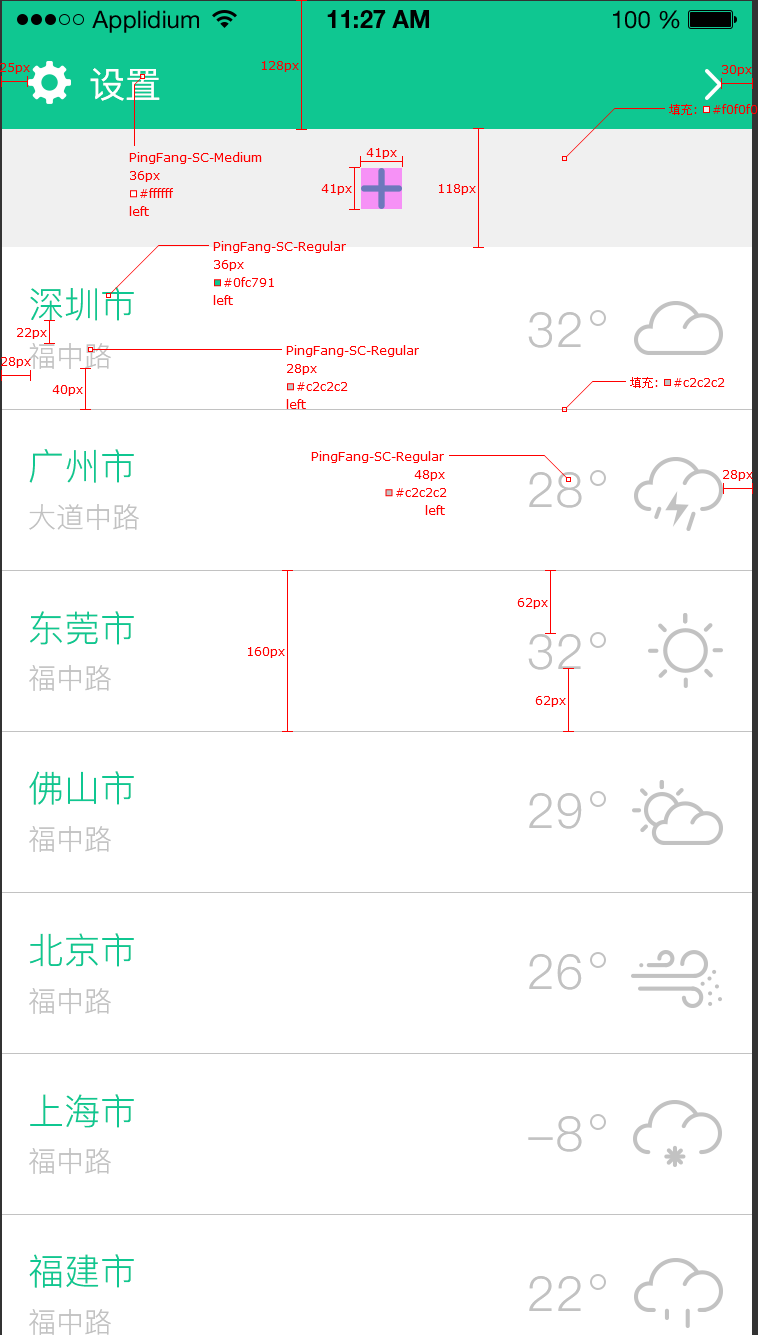 ●●●○○ Applidium 11:27 AM 100 %
25px 设置 128px 30px
填充: #f0f0f0
PingFang-SC-Medium
36px
#ffffff
left
41px
41px
118px
PingFang-SC-Regular
36px
#0fc791
left
深圳市 32°
22px
福中路
28px
40px
PingFang-SC-Regular
28px
#c2c2c2
left
填充: #c2c2c2
广州市 28°
大道中路
PingFang-SC-Regular
48px
#c2c2c2
left
28px
东莞市 32°
福中路
160px
62px
62px
佛山市 29°
福中路
北京市 26°
福中路
上海市 –8°
福中路
福建市 22°
福中路